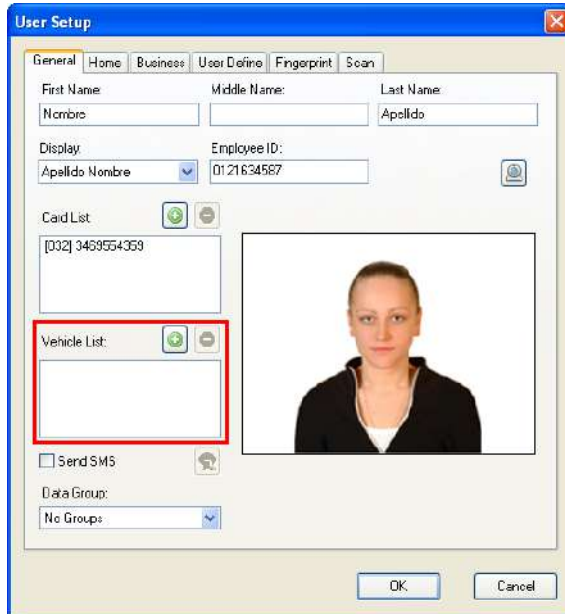 User Setup
General Home Business User Define Fingerprint Scan
First Name: Middle Name: Last Name:
Nombre Apellido
Display: Employee ID:
Apellido Nombre 0121634587
Card List
[032] 3469554359
Vehicle List:
Send SMS
Data Group:
No Groups
OK Cancel